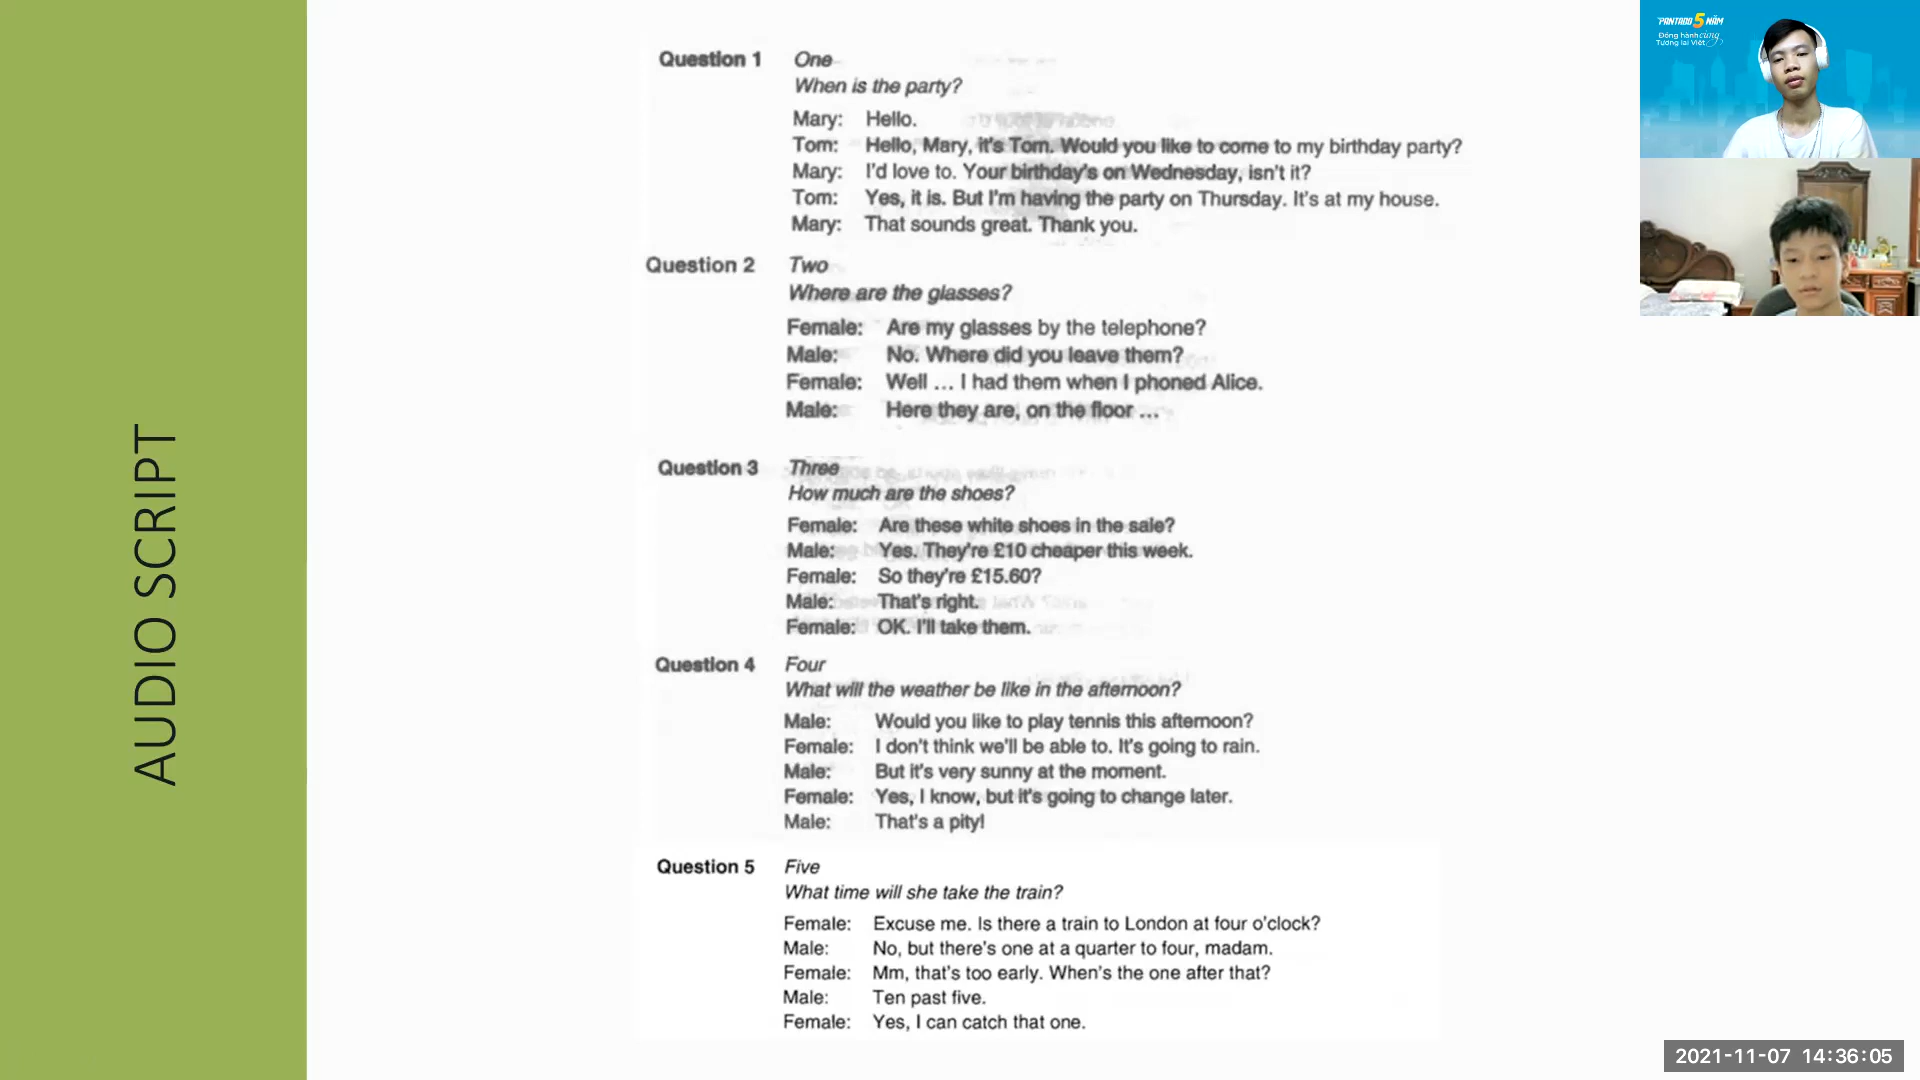 AUDIO SCRIPT
Question 1 One
When is the party?
Mary: Hello.
Tom: Hello, Mary, it's Tom. Would you like to come to my birthday party?
Mary: I'd love to. Your birthday's on Wednesday, isn't it?
Tom: Yes, it is. But I'm having the party on Thursday. It's at my house.
Mary: That sounds great. Thank you.
Question 2 Two
Where are the glasses?
Female: Are my glasses by the telephone?
Male: No. Where did you leave them?
Female: Well ... I had them when I phoned Alice.
Male: Here they are, on the floor ...
Question 3 Three
How much are the shoes?
Female: Are these white shoes in the sale?
Male: Yes. They're £10 cheaper this week.
Female: So they're £15.60?
Male: That's right.
Female: OK. I'll take them.
Question 4 Four
What will the weather be like in the afternoon?
Male: Would you like to play tennis this afternoon?
Female: I don't think we'll be able to. It's going to rain.
Male: But it's very sunny at the moment.
Female: Yes, I know, but it's going to change later.
Male: That's a pity!
Question 5 Five
What time will she take the train?
Female: Excuse me. Is there a train to London at four o'clock?
Male: No, but there's one at a quarter to four, madam.
Female: Mm, that's too early. When's the one after that?
Male: Ten past five.
Female: Yes, I can catch that one.
PANTADO 5 NĂM
Đồng hành cùng
Tương lai Việt
2021-11-07 14:36:05